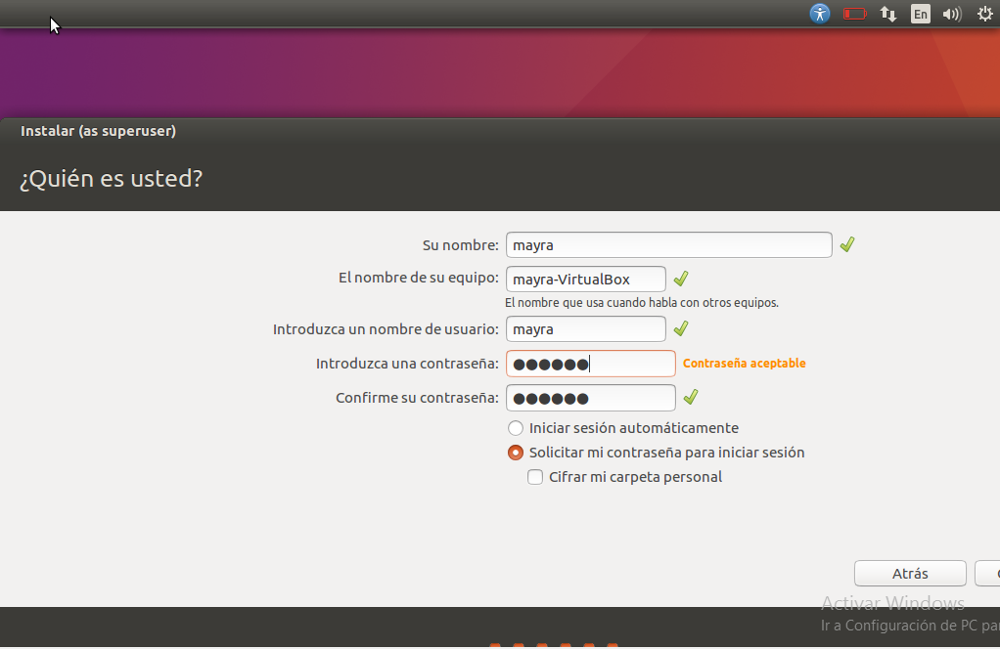 En
Instalar (as superuser)
¿Quién es usted?
Su nombre: mayra
El nombre de su equipo: mayra-VirtualBox
El nombre que usa cuando habla con otros equipos.
Introduzca un nombre de usuario: mayra
Introduzca una contraseña: ●●●●●● Contraseña aceptable
Confirme su contraseña: ●●●●●●
Iniciar sesión automáticamente
Solicitar mi contraseña para iniciar sesión
Cifrar mi carpeta personal
Atrás
Activar Windows
Ir a Configuración de PC